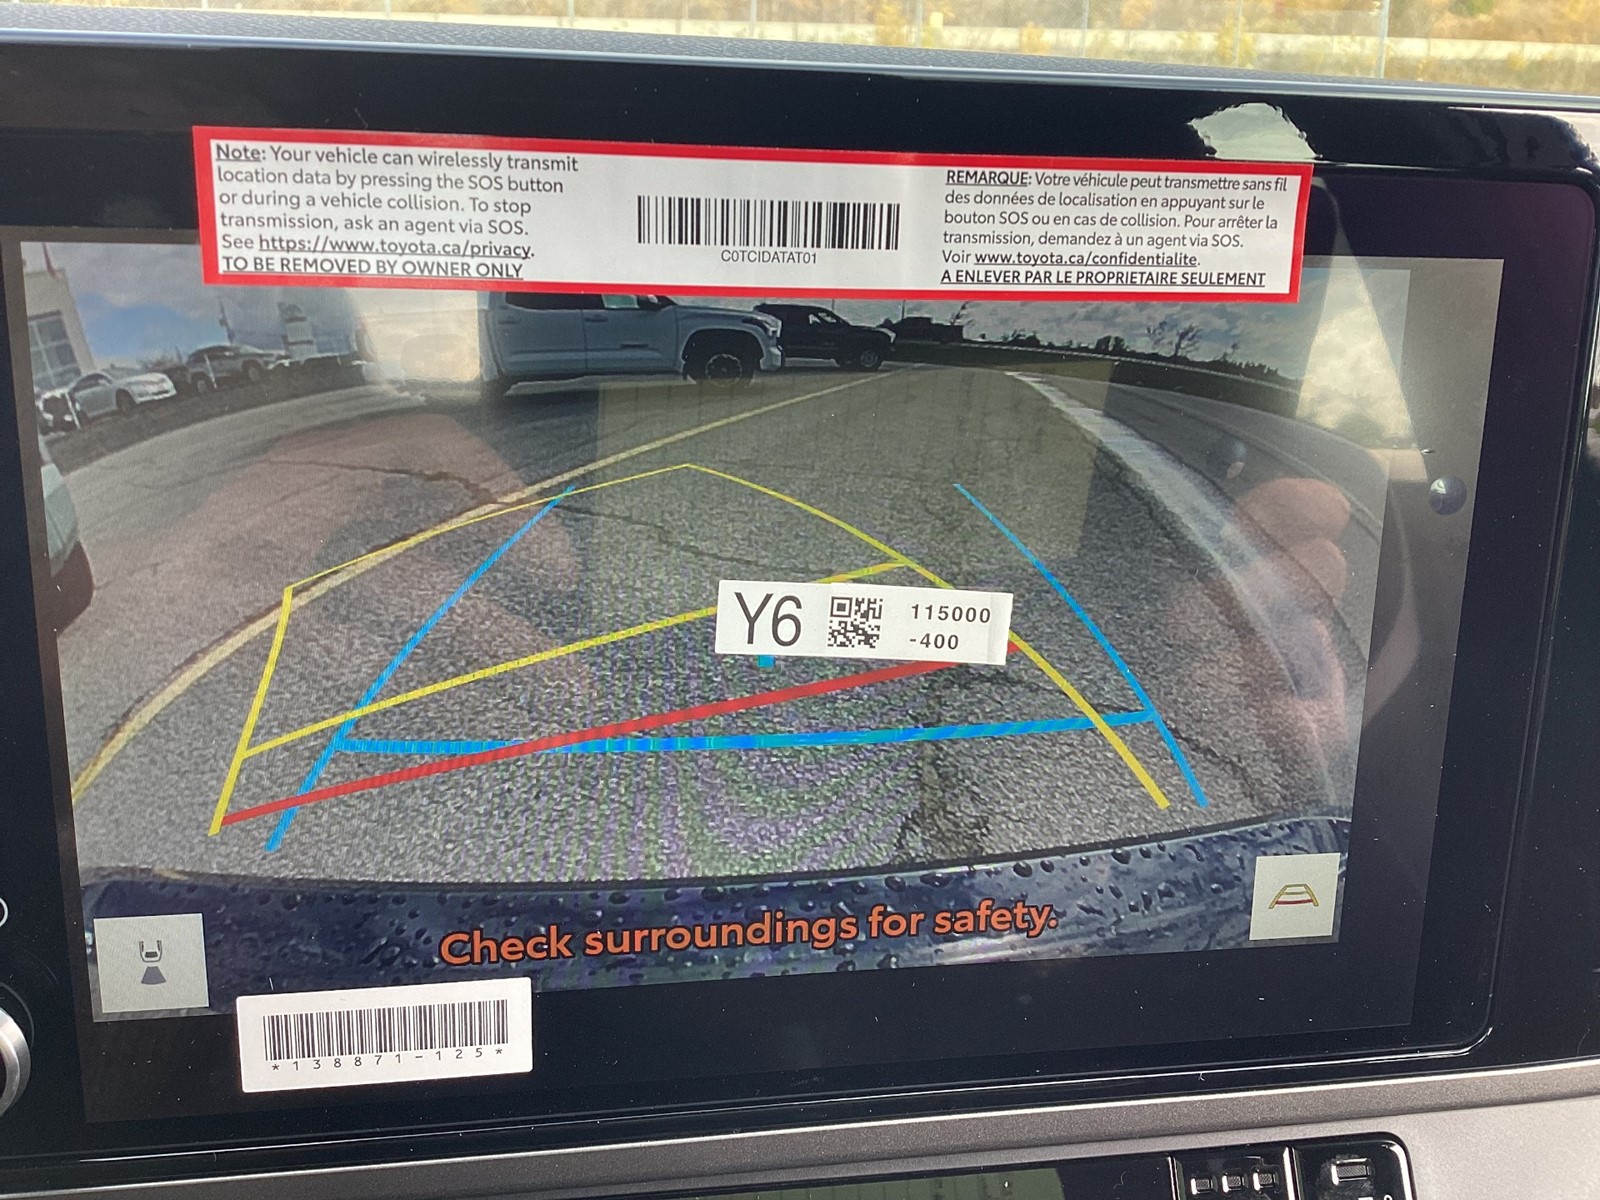 Note: Your vehicle can wirelessly transmit
location data by pressing the SOS button
or during a vehicle collision. To stop
transmission, ask an agent via SOS.
See https://www.toyota.ca/privacy.
TO BE REMOVED BY OWNER ONLY
C0TCIDATAT01
REMARQUE: Votre véhicule peut transmettre sans fil
des données de localisation en appuyant sur le
bouton SOS ou en cas de collision. Pour arrêter la
transmission, demandez à un agent via SOS.
Voir www.toyota.ca/confidentialite.
A ENLEVER PAR LE PROPRIETAIRE SEULEMENT
Y6
115000
-400
Check surroundings for safety.
*138871-125*